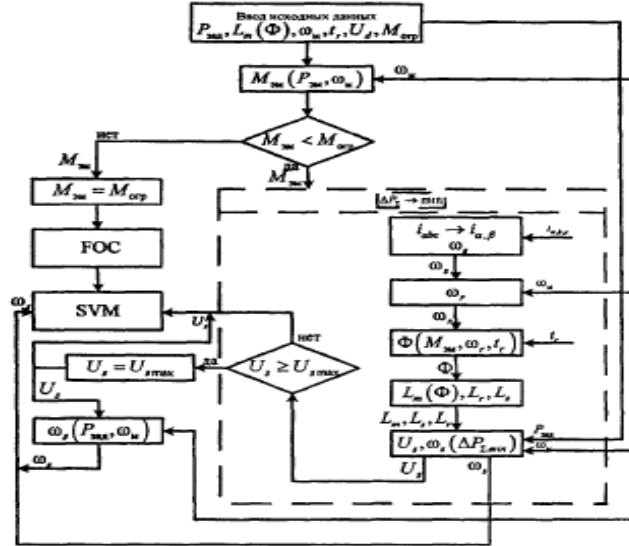 Ввод исходных данных
P_зад, L_m(Φ), ω_м, t_r, U_d, M_огр
M_эм(P_эм, ω_м)
ω_м
M_эм < M_огр
нет
да
M_эм
M_эм
M_эм = M_огр
FOC
SVM
ω_s
U_s
ΔP_Σ → min
i_abc → i_α,β
ω_s
i_abc
ω_s
ω_r
ω_м
ω_s
Φ(M_эм, ω_r, t_r)
t_r
Φ
L_m(Φ), L_r, L_s
L_m, L_s, L_r
U_s, ω_s(ΔP_Σmin)
P_зад
U_s
ω_s
U_s ≥ U_smax
нет
да
U_s = U_smax
U_s
ω_s(P_зад, ω_м)
ω_s